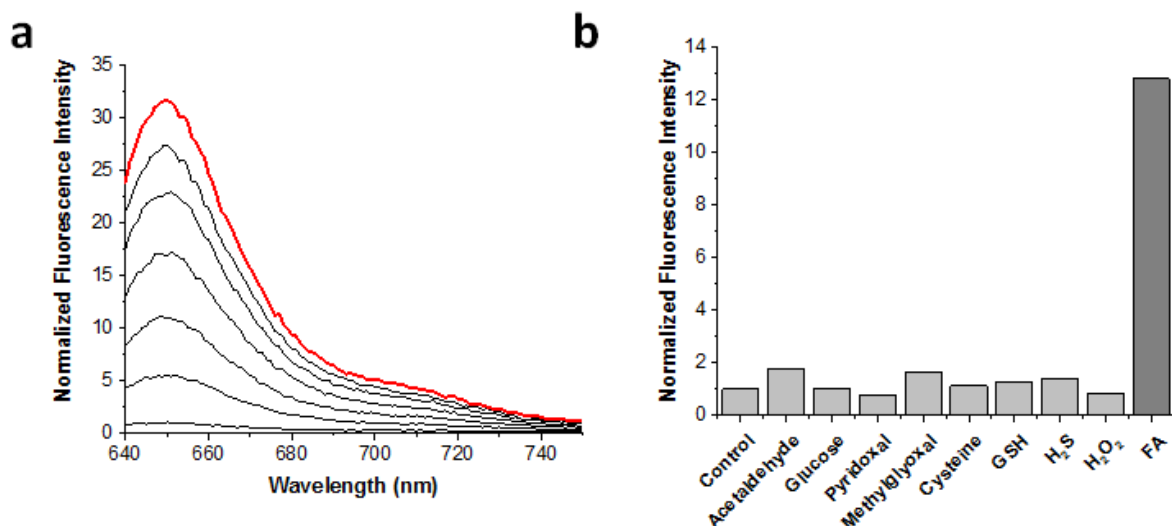 a
Normalized Fluorescence Intensity
35
30
25
20
15
10
5
0
640
660
680
700
720
740
Wavelength (nm)
b
Normalized Fluorescence Intensity
14
12
10
8
6
4
2
0
Control
Acetaldehyde
Glucose
Pyridoxal
Methylglyoxal
Cysteine
GSH
H₂S
H₂O₂
FA